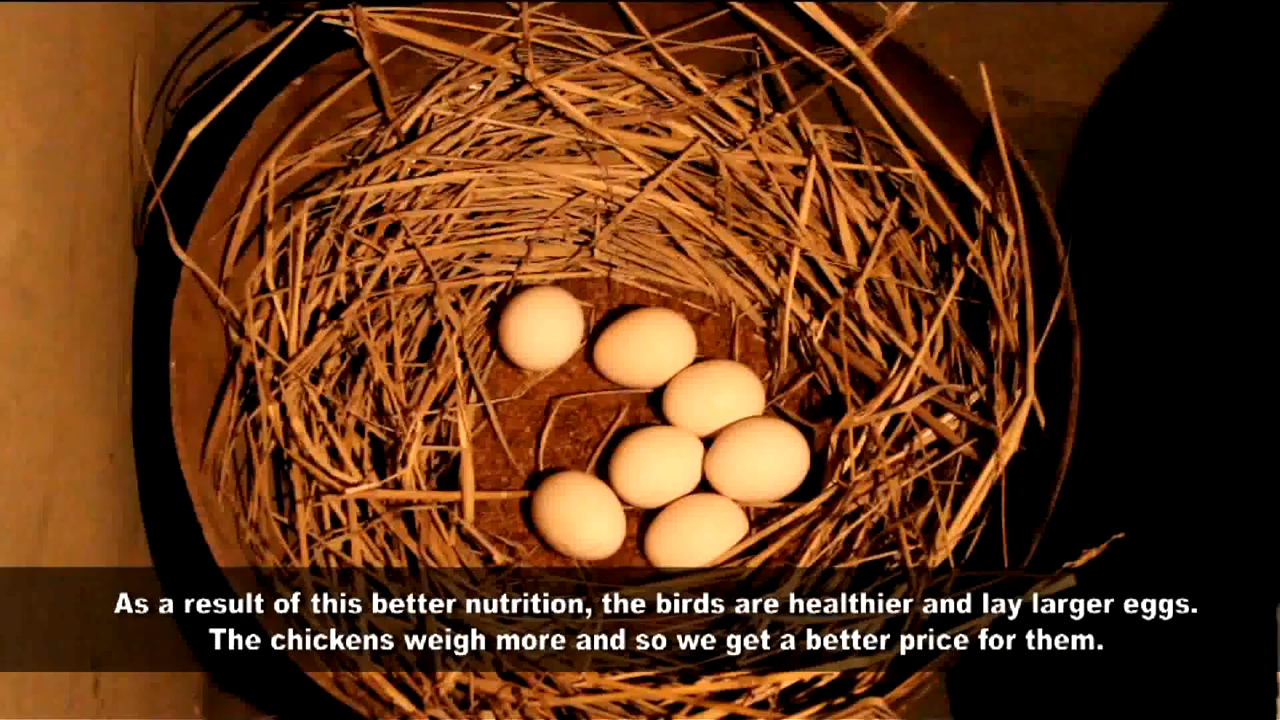 As a result of this better nutrition, the birds are healthier and lay larger eggs.
The chickens weigh more and so we get a better price for them.